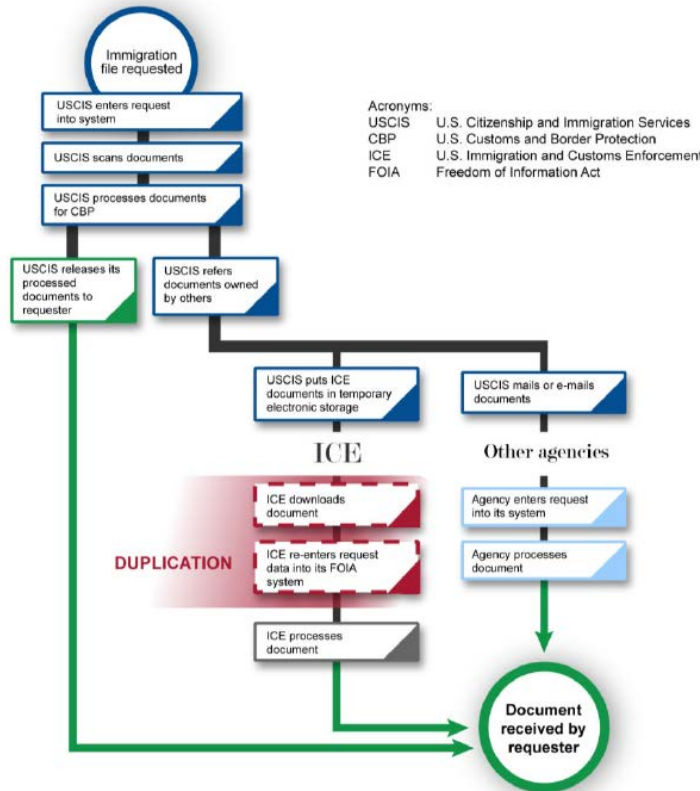 Immigration
file requested
USCIS enters request
into system
USCIS scans documents
USCIS processes documents
for CBP
Acronyms:
USCIS U.S. Citizenship and Immigration Services
CBP U.S. Customs and Border Protection
ICE U.S. Immigration and Customs Enforcement
FOIA Freedom of Information Act
USCIS releases its
processed
documents to
requester
USCIS refers
documents owned
by others
USCIS puts ICE
documents in temporary
electronic storage
USCIS mails or e-mails
documents
ICE
Other agencies
ICE downloads
document
Agency enters request
into its system
DUPLICATION
ICE re-enters request
data into its FOIA
system
Agency processes
document
ICE processes
document
Document
received by
requester